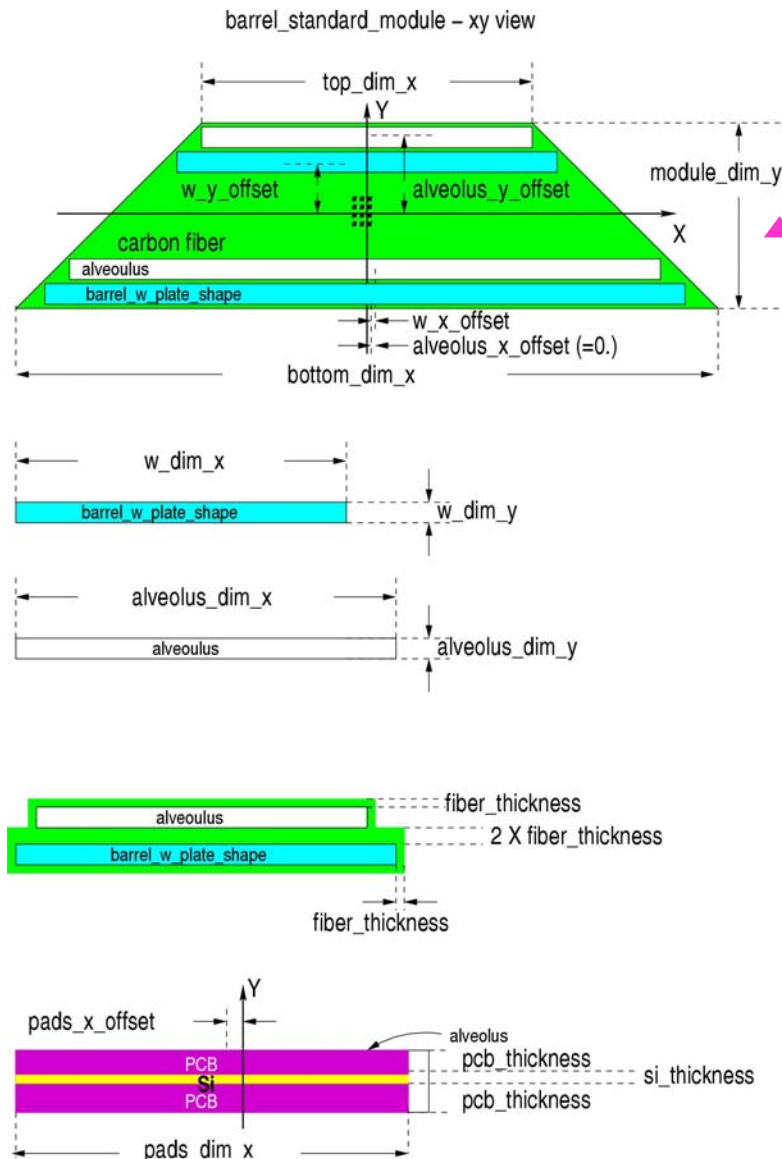 barrel_standard_module – xy view
top_dim_x
Y
w_y_offset
alveolus_y_offset
module_dim_y
X
carbon fiber
alveoulus
barrel_w_plate_shape
w_x_offset
alveolus_x_offset (=0.)
bottom_dim_x
w_dim_x
barrel_w_plate_shape
w_dim_y
alveolus_dim_x
alveoulus
alveolus_dim_y
alveoulus
fiber_thickness
barrel_w_plate_shape
2 X fiber_thickness
fiber_thickness
Y
pads_x_offset
alveolus
PCB
pcb_thickness
Si
si_thickness
PCB
pcb_thickness
pads_dim_x